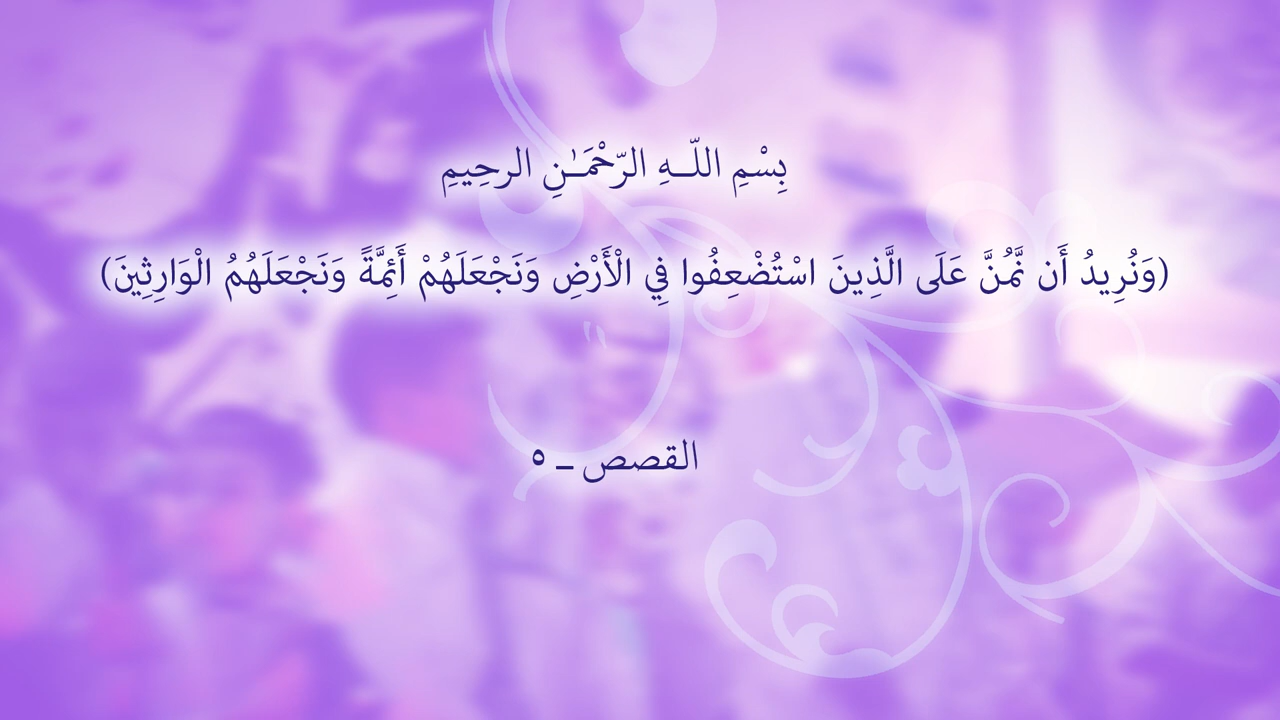 بِسْمِ اللّـهِ الرّحْمَـٰنِ الرحِيمِ
(وَنُرِيدُ أَن نَّمُنَّ عَلَى الَّذِينَ اسْتُضْعِفُوا فِي الْأَرْضِ وَنَجْعَلَهُمْ أَئِمَّةً وَنَجْعَلَهُمُ الْوَارِثِينَ)
القصص ـ ٥